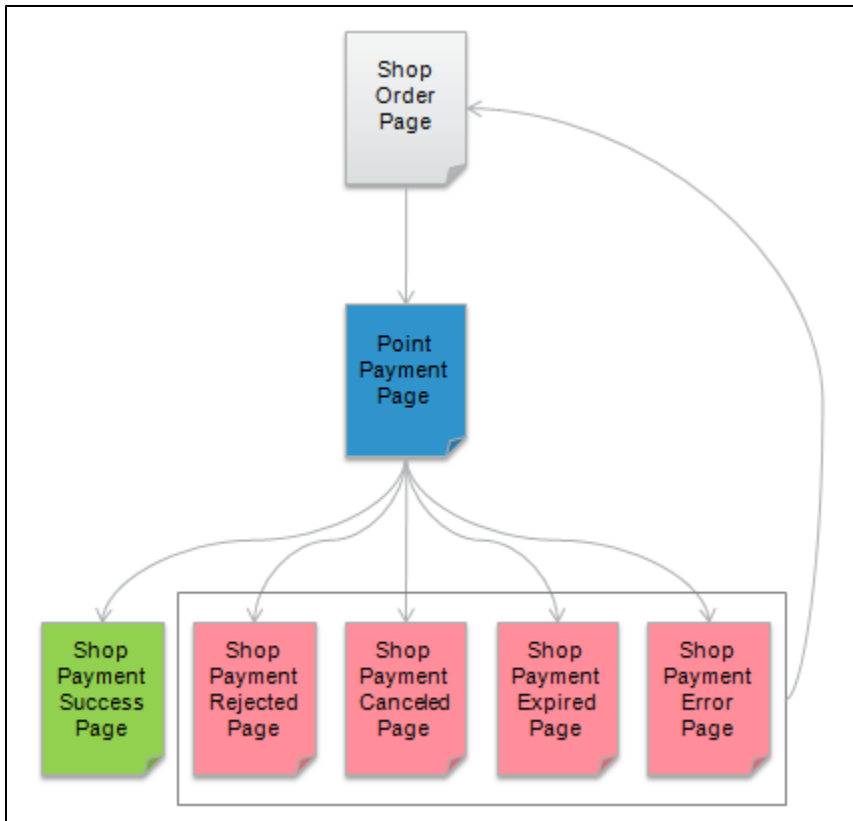 Shop
Order
Page
Point
Payment
Page
Shop
Payment
Success
Page
Shop
Payment
Rejected
Page
Shop
Payment
Canceled
Page
Shop
Payment
Expired
Page
Shop
Payment
Error
Page